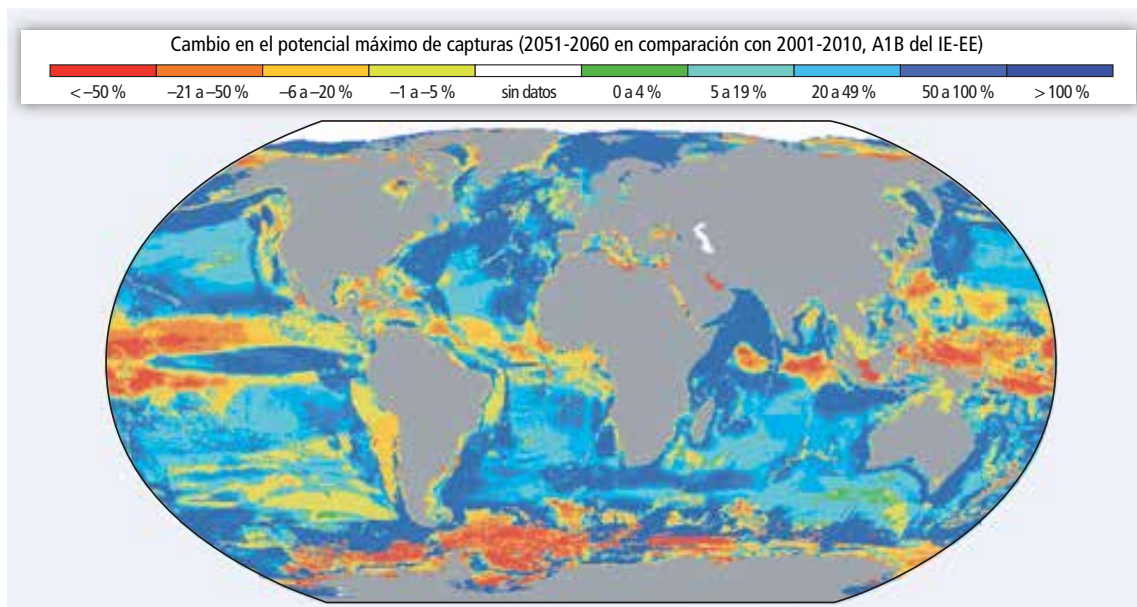 Cambio en el potencial máximo de capturas (2051-2060 en comparación con 2001-2010, A1B del IE-EE)
< –50 % –21 a –50 % –6 a –20 % –1 a –5 % sin datos 0 a 4 % 5 a 19 % 20 a 49 % 50 a 100 % > 100 %